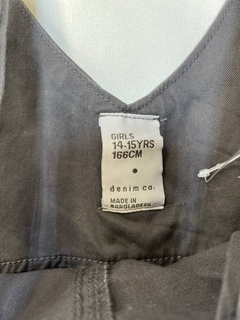 GIRLS
14-15YRS
166CM
denim co.
MADE IN
BANGLADESH